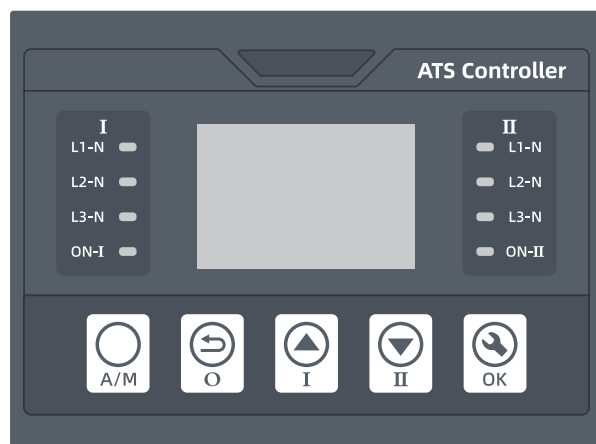 ATS Controller
I
L1-N
L2-N
L3-N
ON-I
II
L1-N
L2-N
L3-N
ON-II
A/M
O
I
II
OK